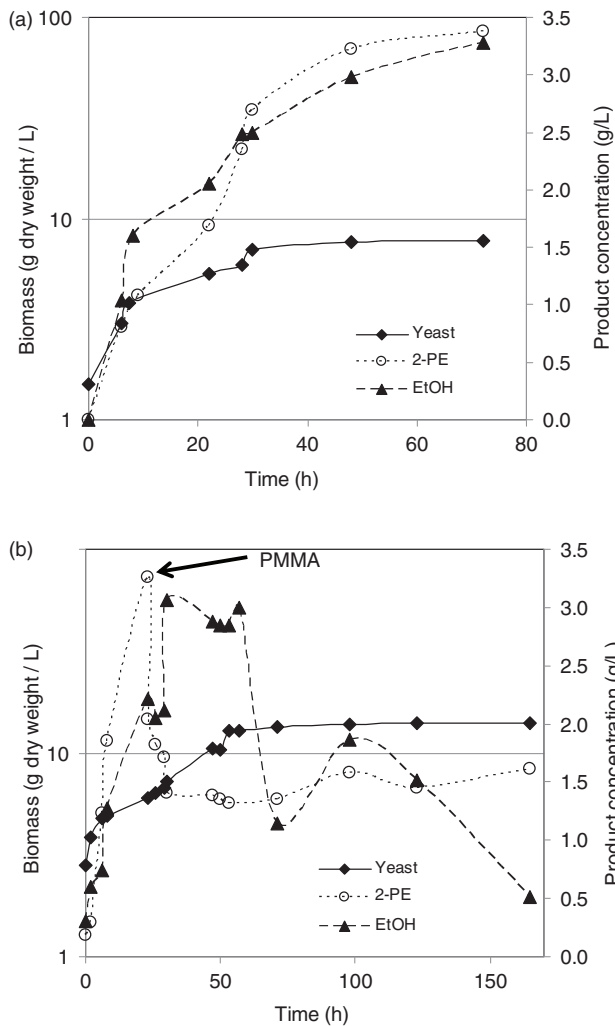 (a)
100
10
1
Biomass (g dry weight / L)
3.5
3.0
2.5
2.0
1.5
1.0
0.5
0.0
Product concentration (g/L)
Yeast
2-PE
EtOH
0 20 40 60 80
Time (h)
(b)
PMMA
10
1
Biomass (g dry weight / L)
3.5
3.0
2.5
2.0
1.5
1.0
0.5
0.0
Product concentration (g/L)
Yeast
2-PE
EtOH
0 50 100 150
Time (h)